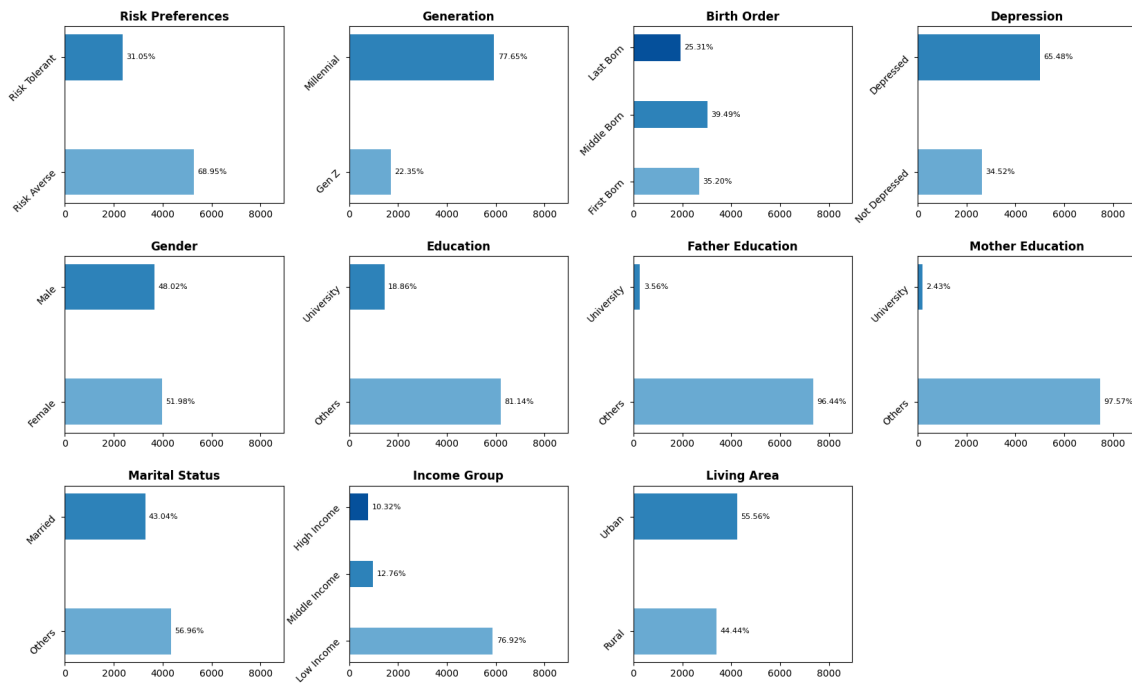 Risk Preferences
Risk Tolerant
31.05%
Risk Averse
68.95%
0 2000 4000 6000 8000
Generation
Millennial
77.65%
Gen Z
22.35%
0 2000 4000 6000 8000
Birth Order
Last Born
25.31%
Middle Born
39.49%
First Born
35.20%
0 2000 4000 6000 8000
Depression
Depressed
65.48%
Not Depressed
34.52%
0 2000 4000 6000 8000
Gender
Male
48.02%
Female
51.98%
0 2000 4000 6000 8000
Education
University
18.86%
Others
81.14%
0 2000 4000 6000 8000
Father Education
University
3.56%
Others
96.44%
0 2000 4000 6000 8000
Mother Education
University
2.43%
Others
97.57%
0 2000 4000 6000 8000
Marital Status
Married
43.04%
Others
56.96%
0 2000 4000 6000 8000
Income Group
High Income
10.32%
Middle Income
12.76%
Low Income
76.92%
0 2000 4000 6000 8000
Living Area
Urban
55.56%
Rural
44.44%
0 2000 4000 6000 8000